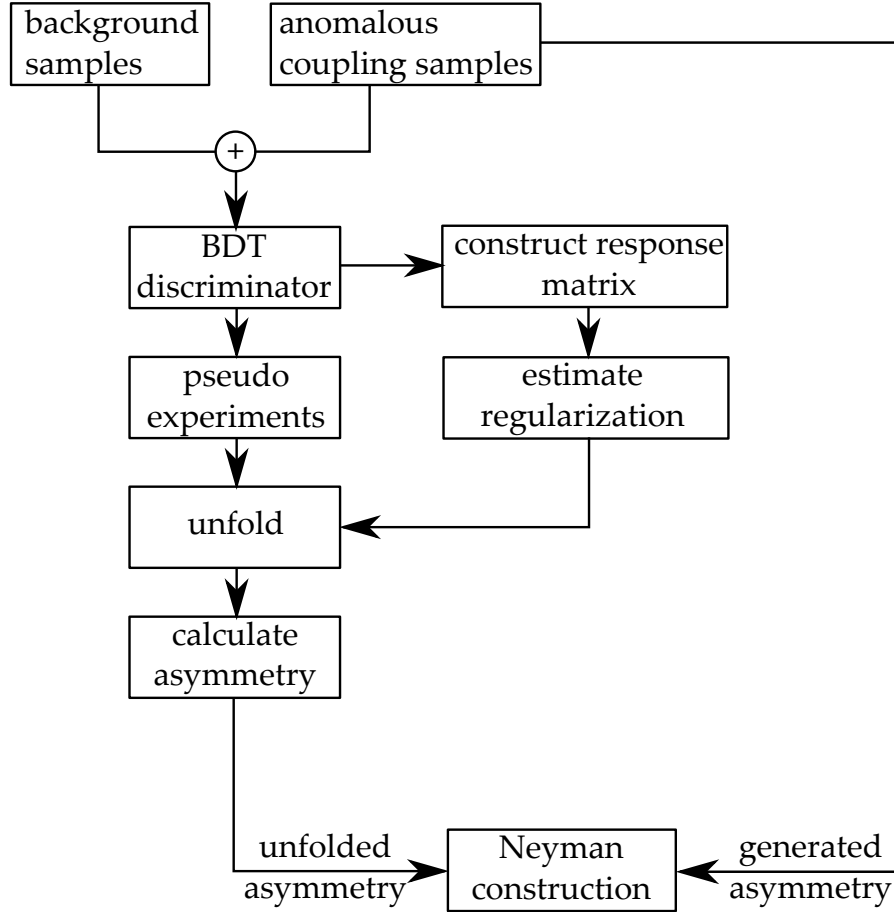 background
samples
anomalous
coupling samples
+
BDT
discriminator
construct response
matrix
pseudo
experiments
estimate
regularization
unfold
calculate
asymmetry
unfolded
asymmetry
Neyman
construction
generated
asymmetry